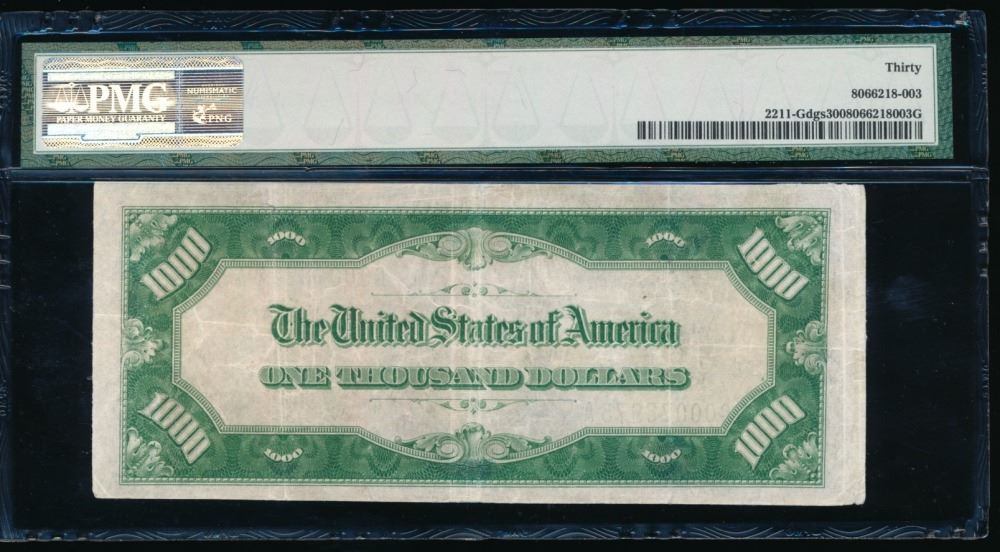 PMG
PAPER MONEY GUARANTY
NUMISMATIC
PNG
Thirty
8066218-003
2211-Gdgs3008066218003G
1000
1000
1000
1000
The United States of America
ONE THOUSAND DOLLARS
1000
1000
1000
1000